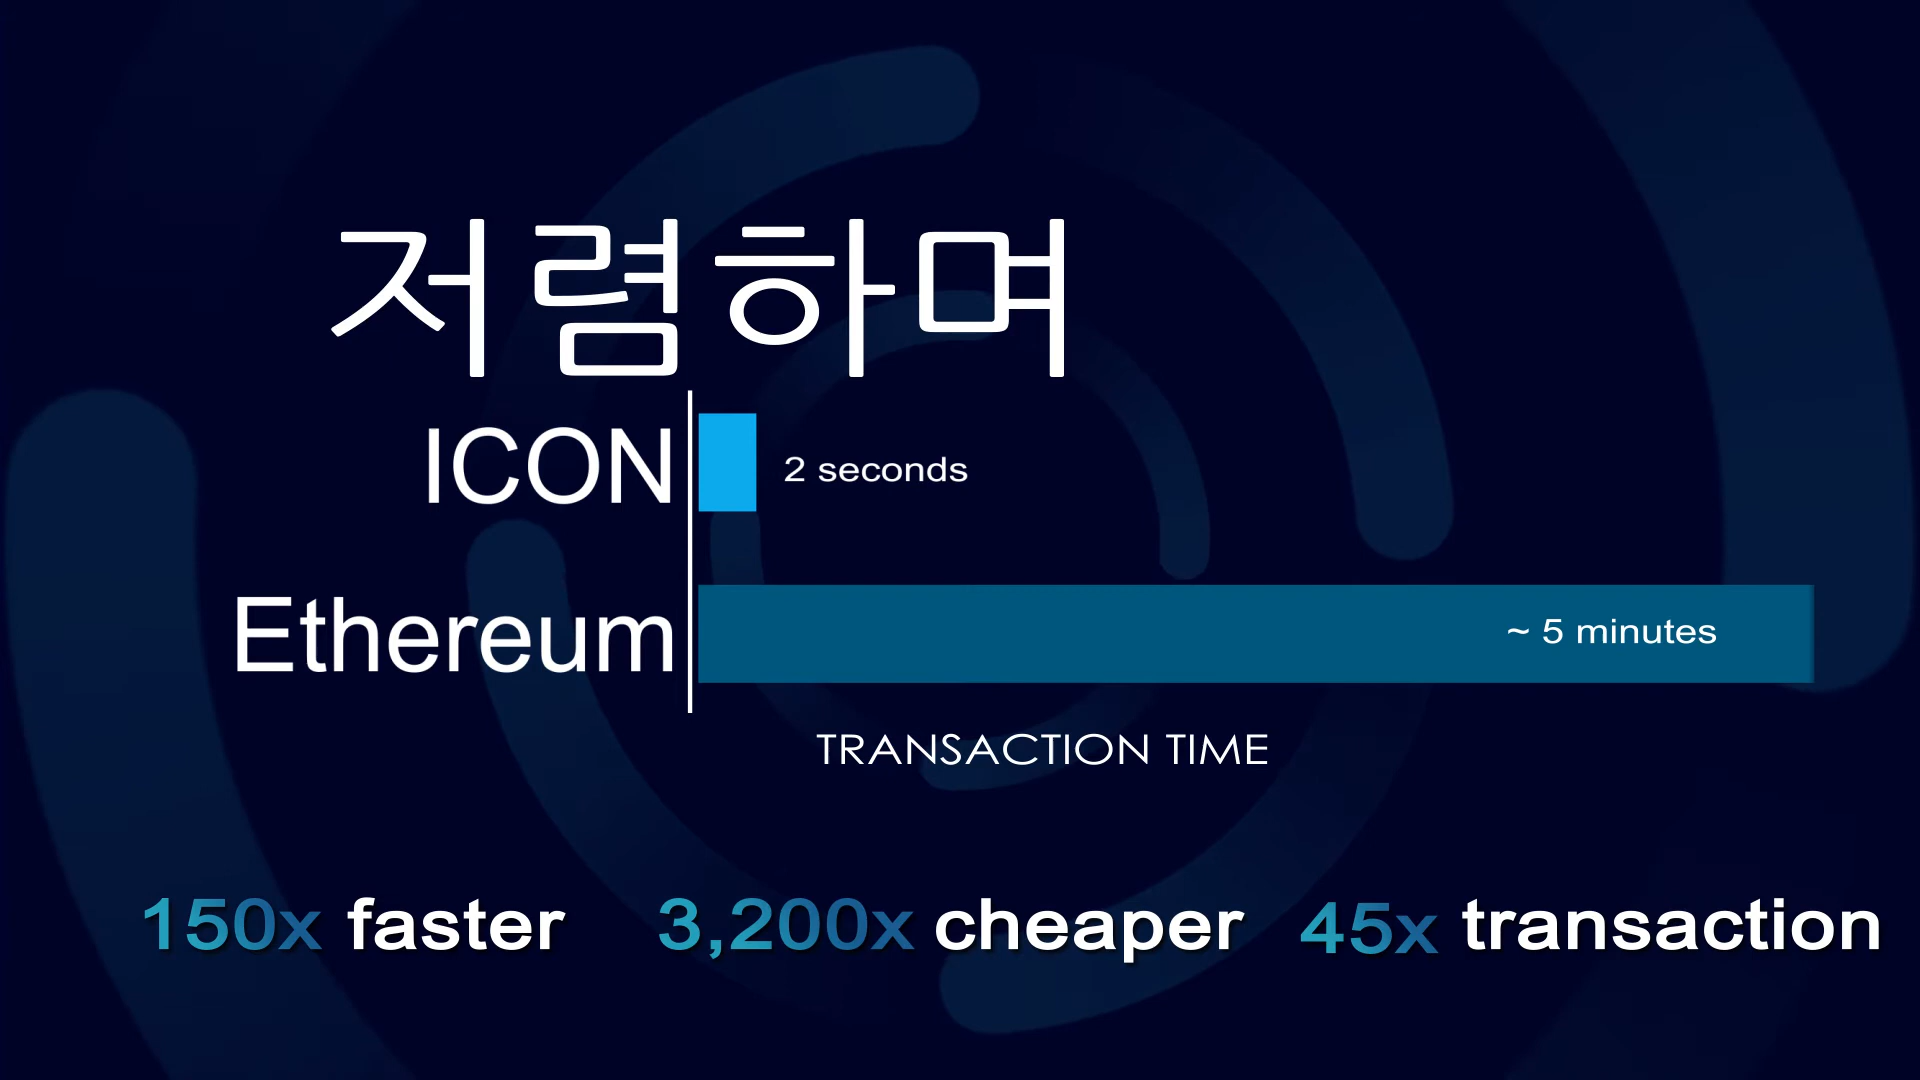 저렴하며
ICON 2 seconds
Ethereum ~ 5 minutes
TRANSACTION TIME
150x faster 3,200x cheaper 45x transaction